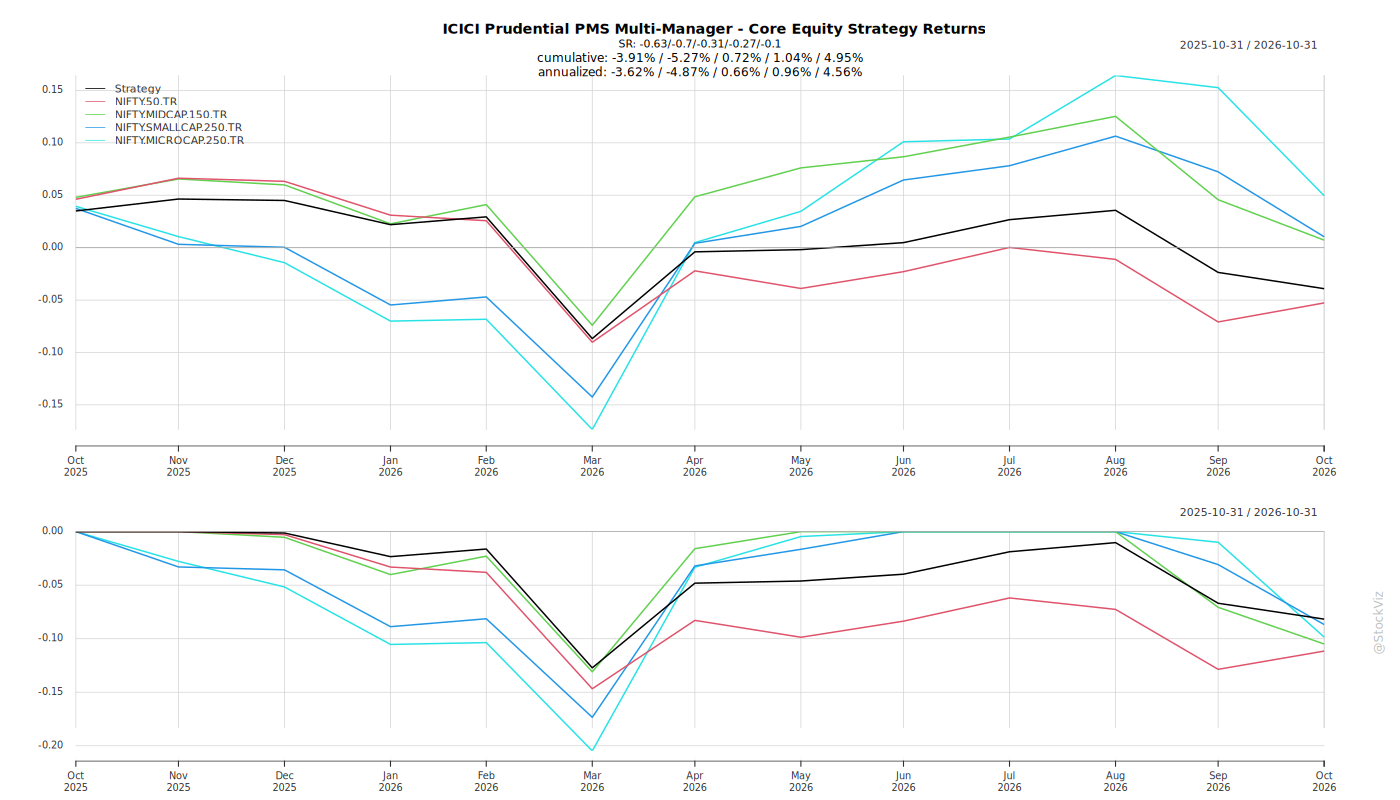 ICICI Prudential PMS Multi-Manager - Core Equity Strategy Returns
SR: -0.63/-0.7/-0.31/-0.27/-0.1
cumulative: -3.91% / -5.27% / 0.72% / 1.04% / 4.95%
annualized: -3.62% / -4.87% / 0.66% / 0.96% / 4.56%
2025-10-31 / 2026-10-31
Strategy
NIFTY.50.TR
NIFTY.MIDCAP.150.TR
NIFTY.SMALLCAP.250.TR
NIFTY.MICROCAP.250.TR
0.15
0.10
0.05
0.00
-0.05
-0.10
-0.15
Oct Nov Dec Jan Feb Mar Apr May Jun Jul Aug Sep Oct
2025 2025 2025 2026 2026 2026 2026 2026 2026 2026 2026 2026 2026
2025-10-31 / 2026-10-31
0.00
-0.05
-0.10
-0.15
-0.20
Oct Nov Dec Jan Feb Mar Apr May Jun Jul Aug Sep Oct
2025 2025 2025 2026 2026 2026 2026 2026 2026 2026 2026 2026 2026
@StockViz